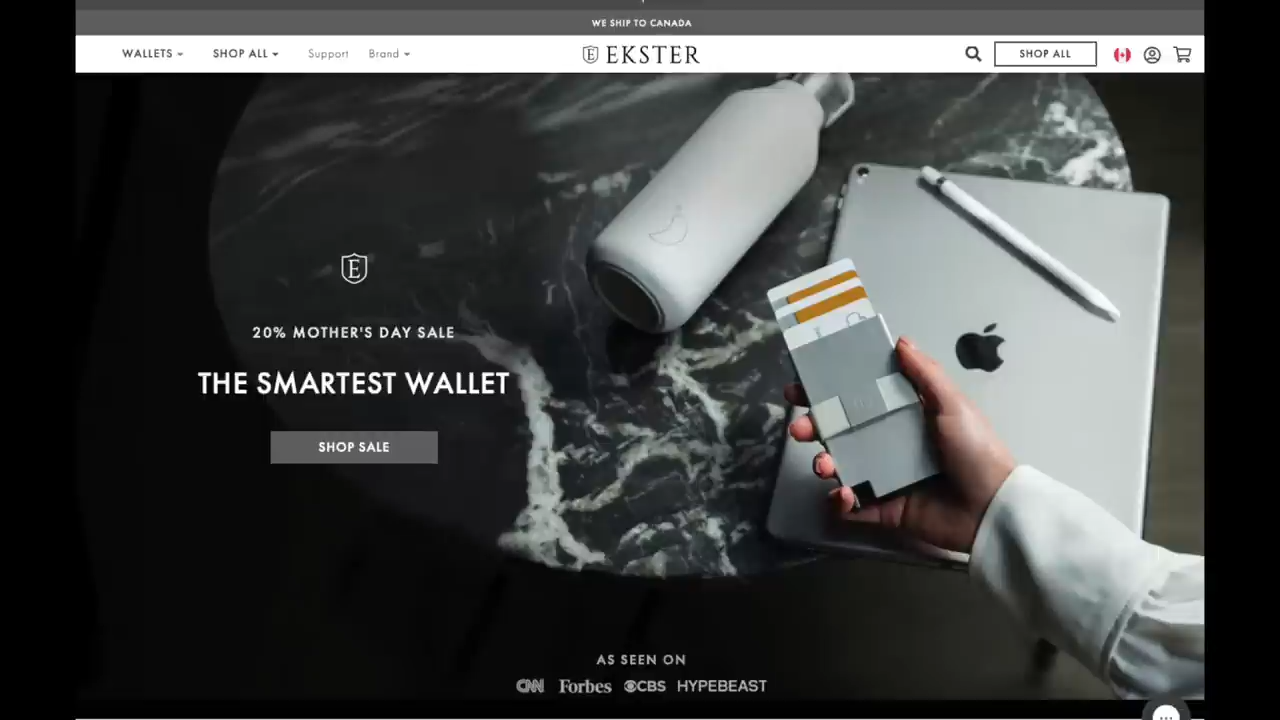 WE SHIP TO CANADA
WALLETS SHOP ALL Support Brand EKSTER SHOP ALL
E
20% MOTHER'S DAY SALE
THE SMARTEST WALLET
SHOP SALE
AS SEEN ON
CNN Forbes CBS HYPEBEAST